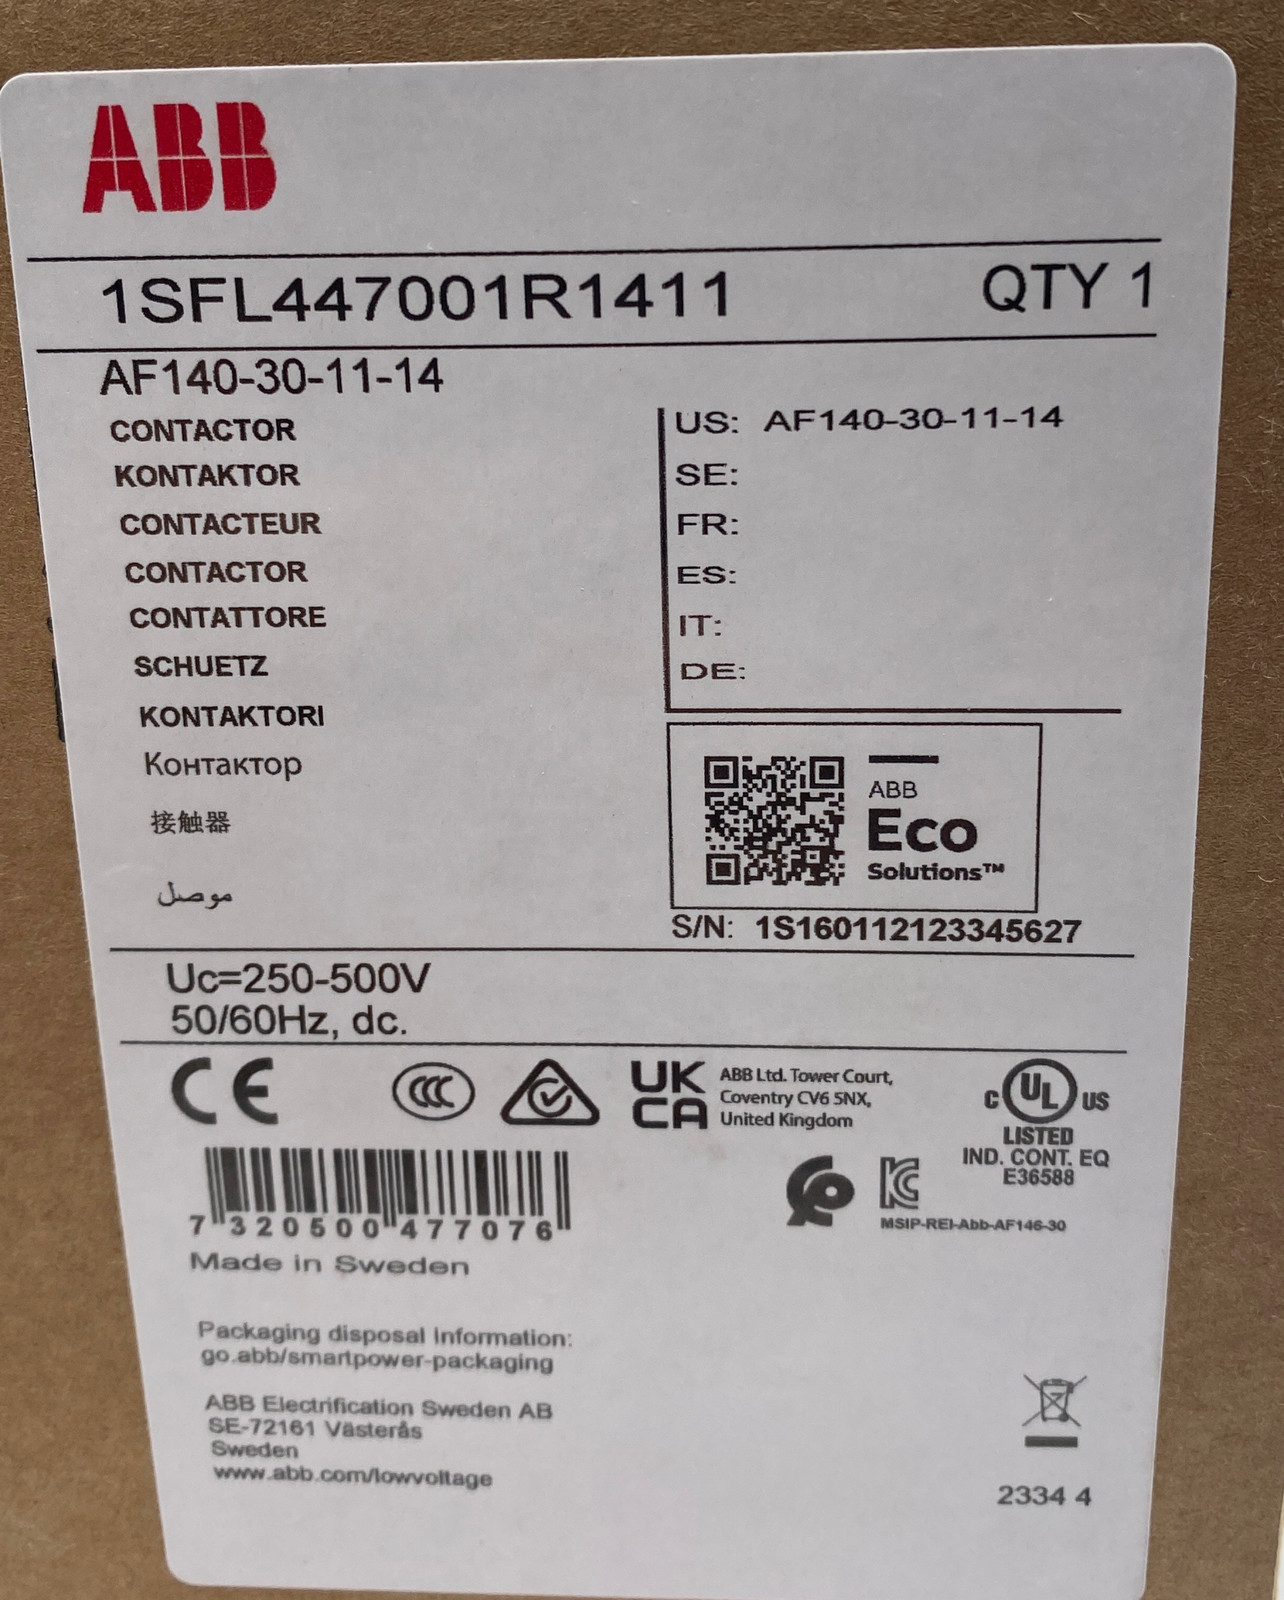 ABB
1SFL447001R1411 QTY 1
AF140-30-11-14
CONTACTOR
KONTAKTOR
CONTACTEUR
CONTACTOR
CONTATTORE
SCHUETZ
KONTAKTORI
Контактор
接触器
موصل
US: AF140-30-11-14
SE:
FR:
ES:
IT:
DE:
ABB
Eco
Solutions™
S/N: 1S160112123345627
Uc=250-500V
50/60Hz, dc.
CE
CCC
UK
CA
ABB Ltd. Tower Court,
Coventry CV6 5NX,
United Kingdom
C UL US
LISTED
IND. CONT. EQ
E36588
MSIP-REI-Abb-AF146-30
7 320500 477076
Made in Sweden
Packaging disposal Information:
go.abb/smartpower-packaging
ABB Electrification Sweden AB
SE-72161 Västerås
Sweden
www.abb.com/lowvoltage
2334 4